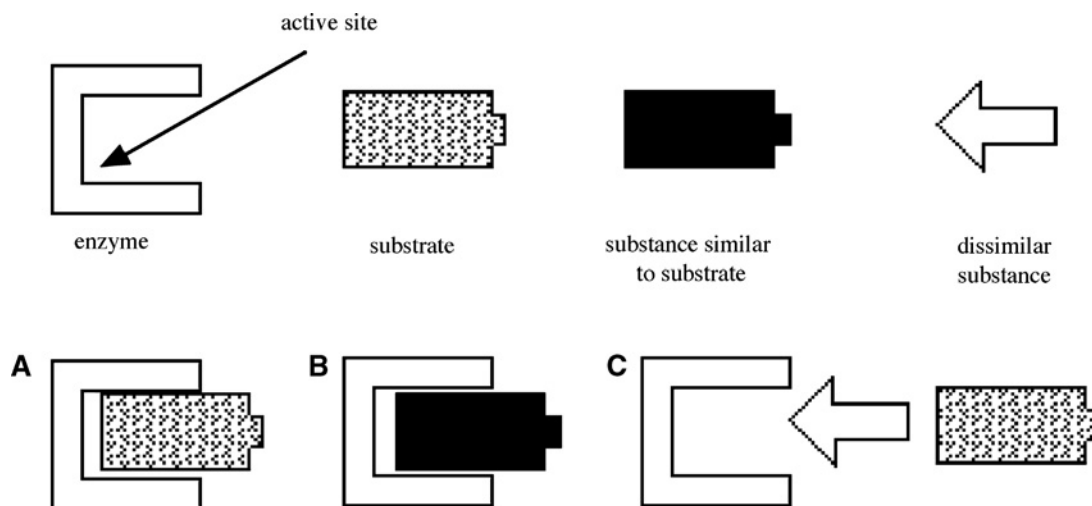 active site
enzyme
substrate
substance similar
to substrate
dissimilar
substance
A
B
C